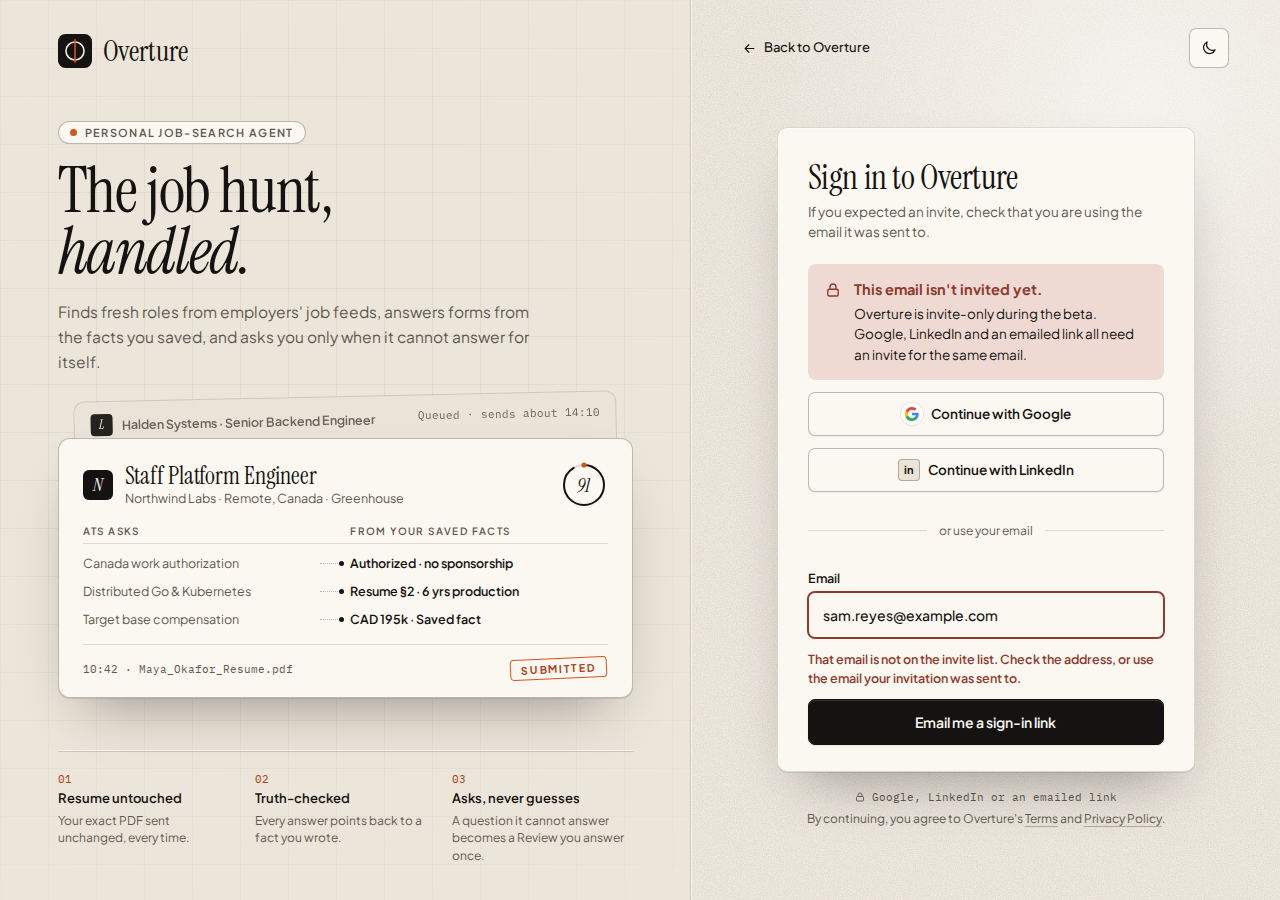 Overture
PERSONAL JOB-SEARCH AGENT
The job hunt,
handled.
Finds fresh roles from employers' job feeds, answers forms from
the facts you saved, and asks you only when it cannot answer for
itself.
L Halden Systems · Senior Backend Engineer Queued · sends about 14:10
N Staff Platform Engineer
Northwind Labs · Remote, Canada · Greenhouse
91
ATS ASKS FROM YOUR SAVED FACTS
Canada work authorization Authorized · no sponsorship
Distributed Go & Kubernetes Resume §2 · 6 yrs production
Target base compensation CAD 195k · Saved fact
10:42 · Maya_Okafor_Resume.pdf SUBMITTED
01
Resume untouched
Your exact PDF sent
unchanged, every time.
02
Truth-checked
Every answer points back to a
fact you wrote.
03
Asks, never guesses
A question it cannot answer
becomes a Review you answer
once.
← Back to Overture
Sign in to Overture
If you expected an invite, check that you are using the
email it was sent to.
This email isn't invited yet.
Overture is invite-only during the beta.
Google, LinkedIn and an emailed link all need
an invite for the same email.
G Continue with Google
in Continue with LinkedIn
or use your email
Email
sam.reyes@example.com
That email is not on the invite list. Check the address, or use
the email your invitation was sent to.
Email me a sign-in link
Google, LinkedIn or an emailed link
By continuing, you agree to Overture's Terms and Privacy Policy.